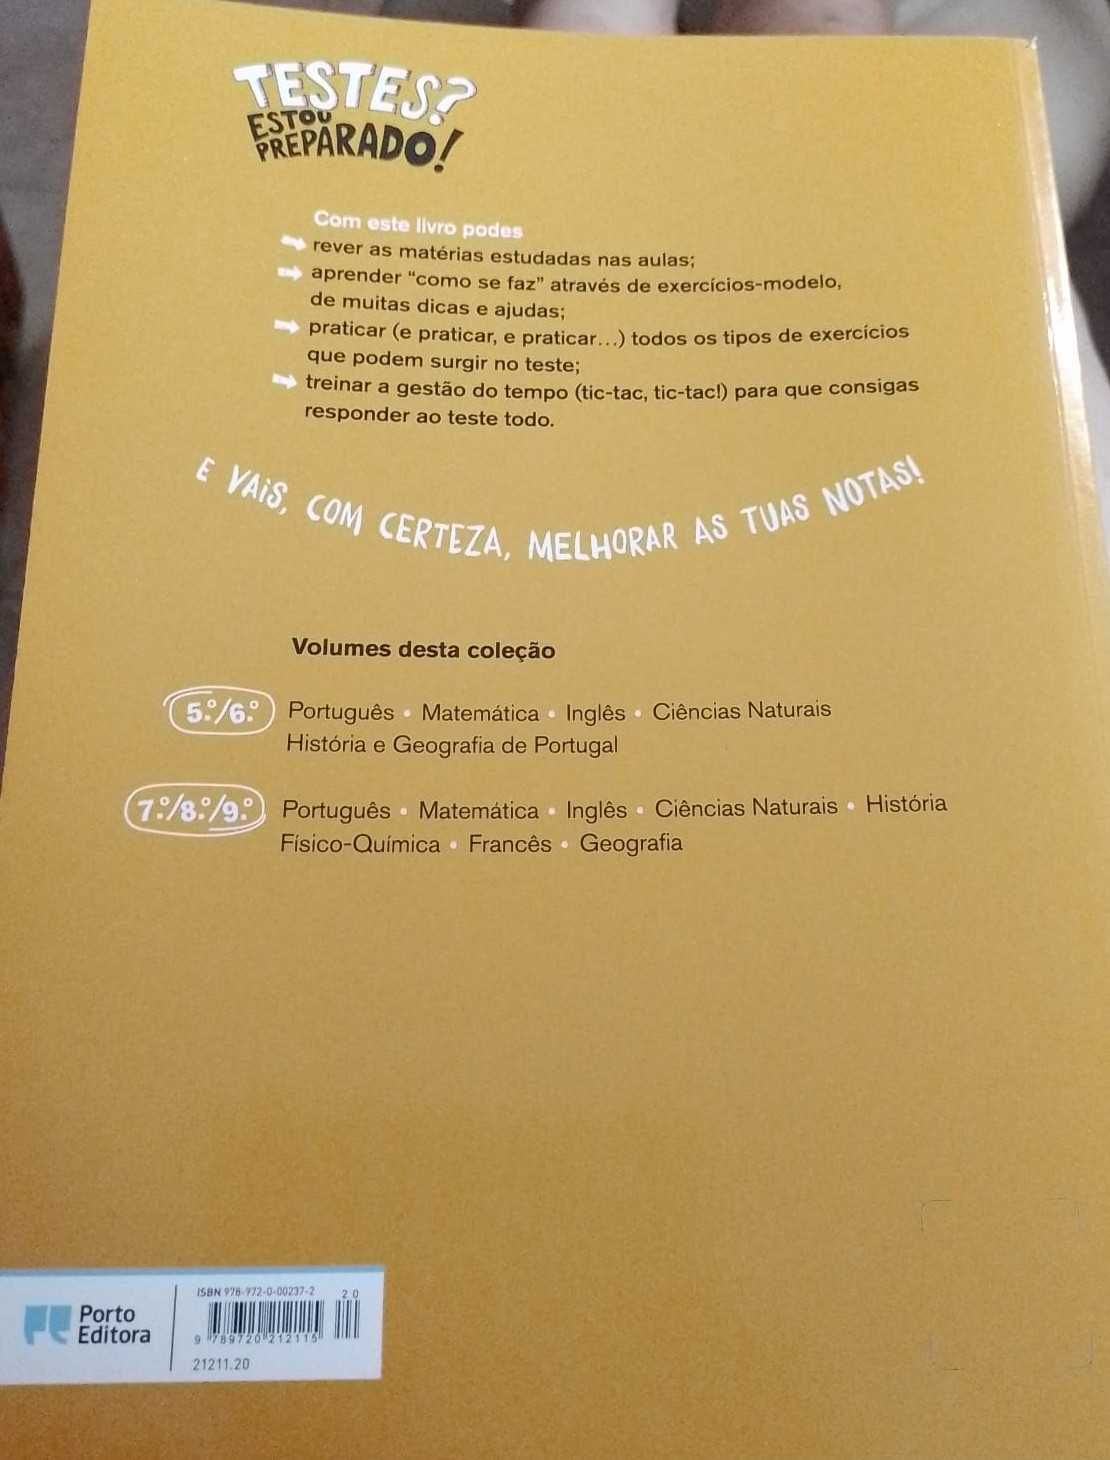 TESTES?
ESTOU
PREPARADO!
Com este livro podes
rever as matérias estudadas nas aulas;
aprender “como se faz” através de exercícios-modelo,
de muitas dicas e ajudas;
praticar (e praticar, e praticar...) todos os tipos de exercícios
que podem surgir no teste;
treinar a gestão do tempo (tic-tac, tic-tac!) para que consigas
responder ao teste todo.
E VAIS, COM CERTEZA, MELHORAR AS TUAS NOTAS!
Volumes desta coleção
5.º/6.º Português • Matemática • Inglês • Ciências Naturais
História e Geografia de Portugal
7.º/8.º/9.º Português • Matemática • Inglês • Ciências Naturais • História
Físico-Química • Francês • Geografia
Porto
Editora
ISBN 978-972-0-00237-2
20
9 789720 212115
21211.20